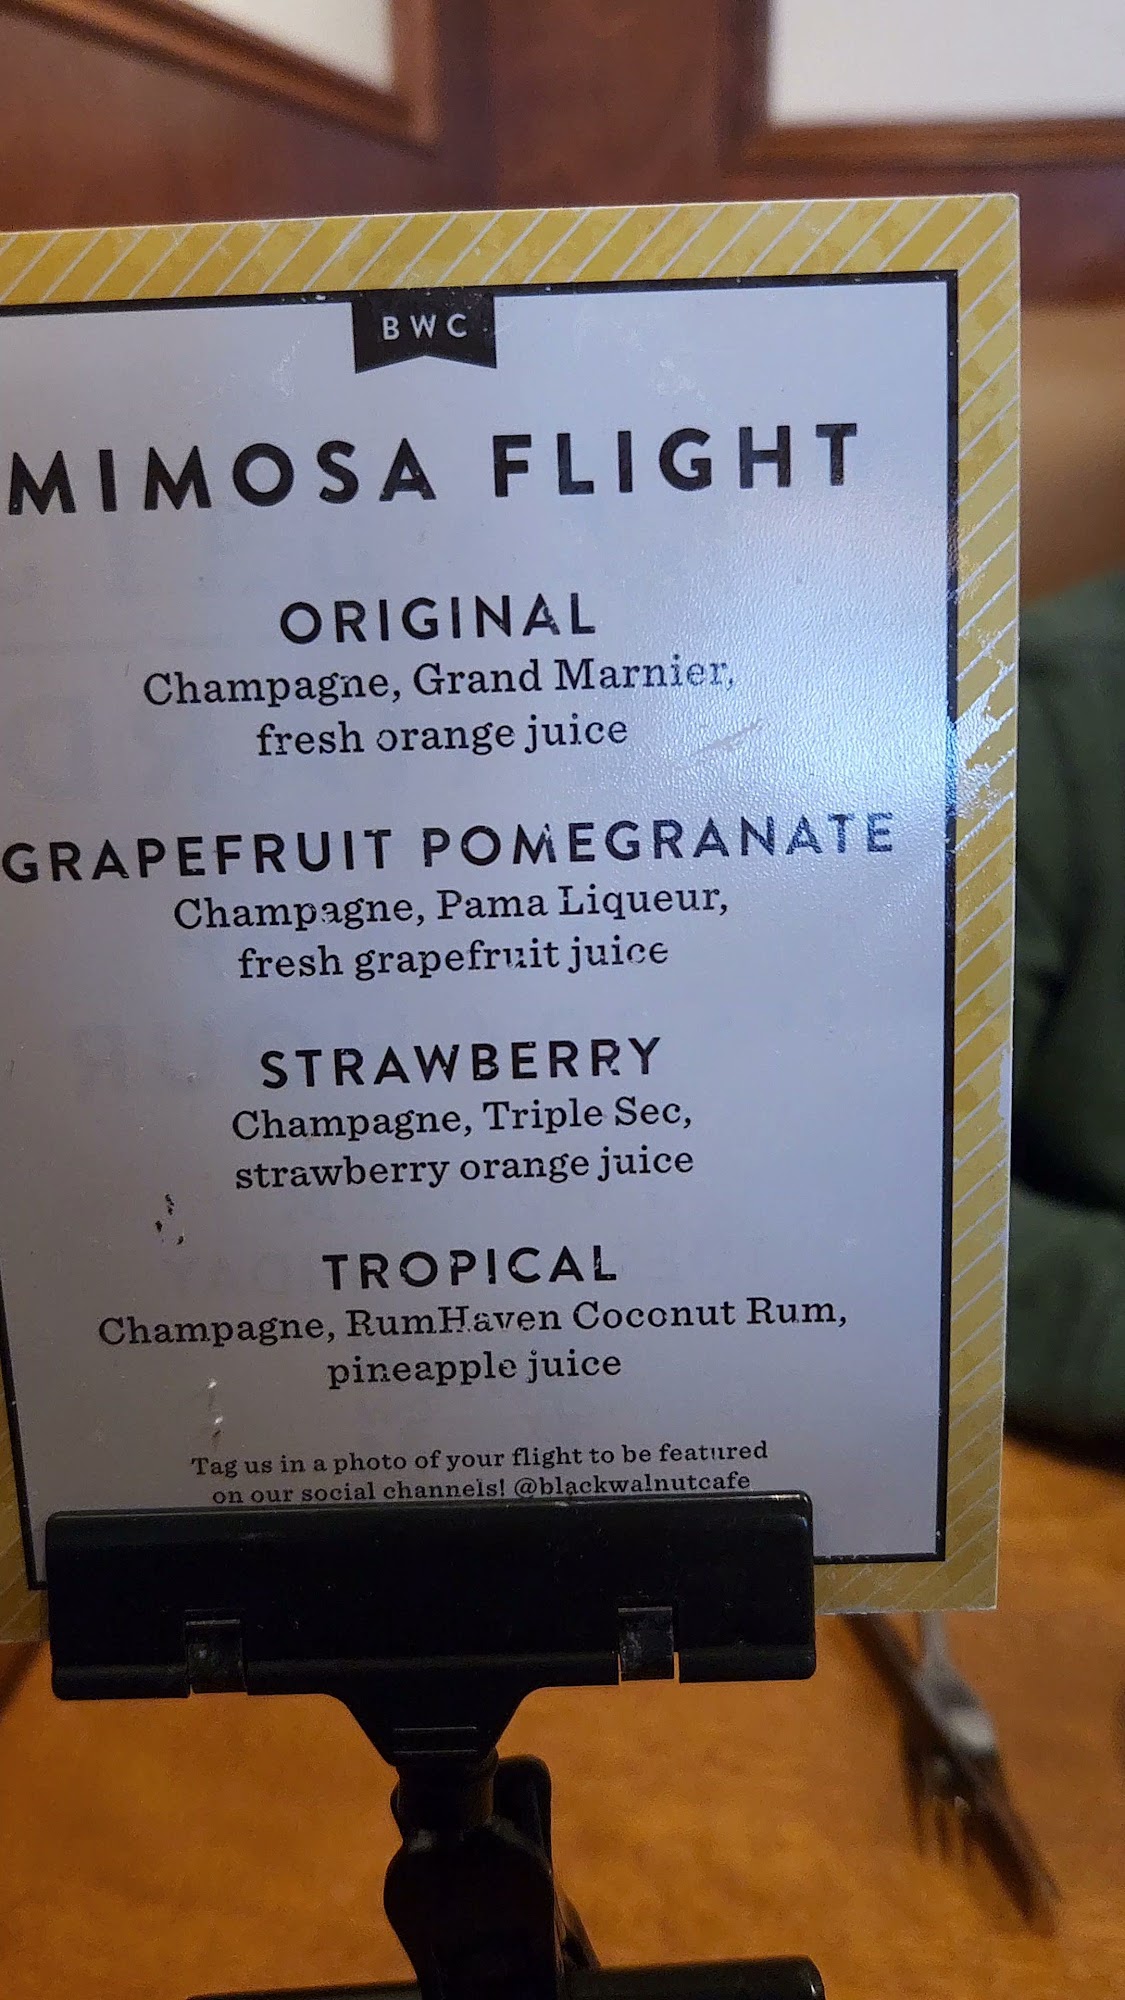 BWC
MIMOSA FLIGHT
ORIGINAL
Champagne, Grand Marnier,
fresh orange juice
GRAPEFRUIT POMEGRANATE
Champagne, Pama Liqueur,
fresh grapefruit juice
STRAWBERRY
Champagne, Triple Sec,
strawberry orange juice
TROPICAL
Champagne, RumHaven Coconut Rum,
pineapple juice
Tag us in a photo of your flight to be featured
on our social channels! @blackwalnutcafe